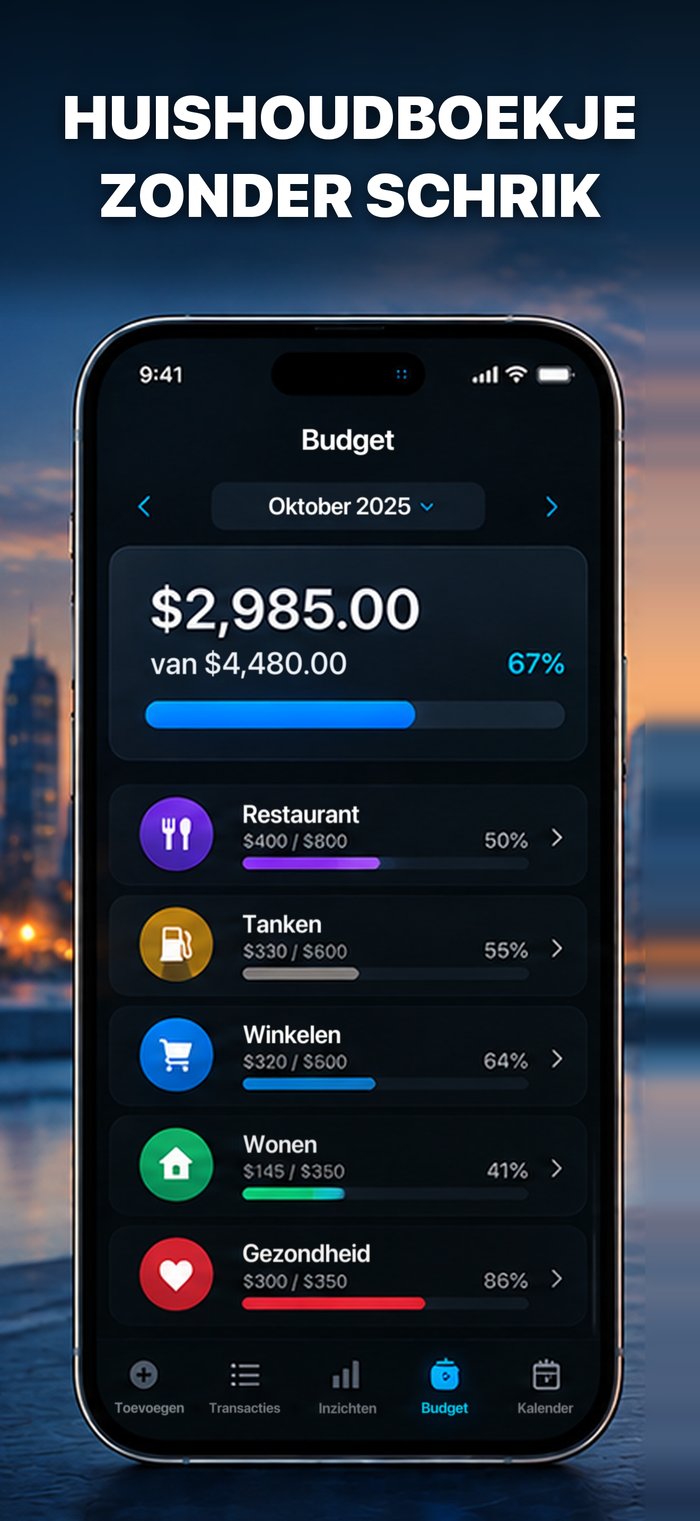 HUISHOUDBOEKJE
ZONDER SCHRIK
9:41
Budget
Oktober 2025
$2,985.00
van $4,480.00
67%
Restaurant
$400 / $800
50%
Tanken
$330 / $600
55%
Winkelen
$320 / $600
64%
Wonen
$145 / $350
41%
Gezondheid
$300 / $350
86%
Toevoegen
Transacties
Inzichten
Budget
Kalender